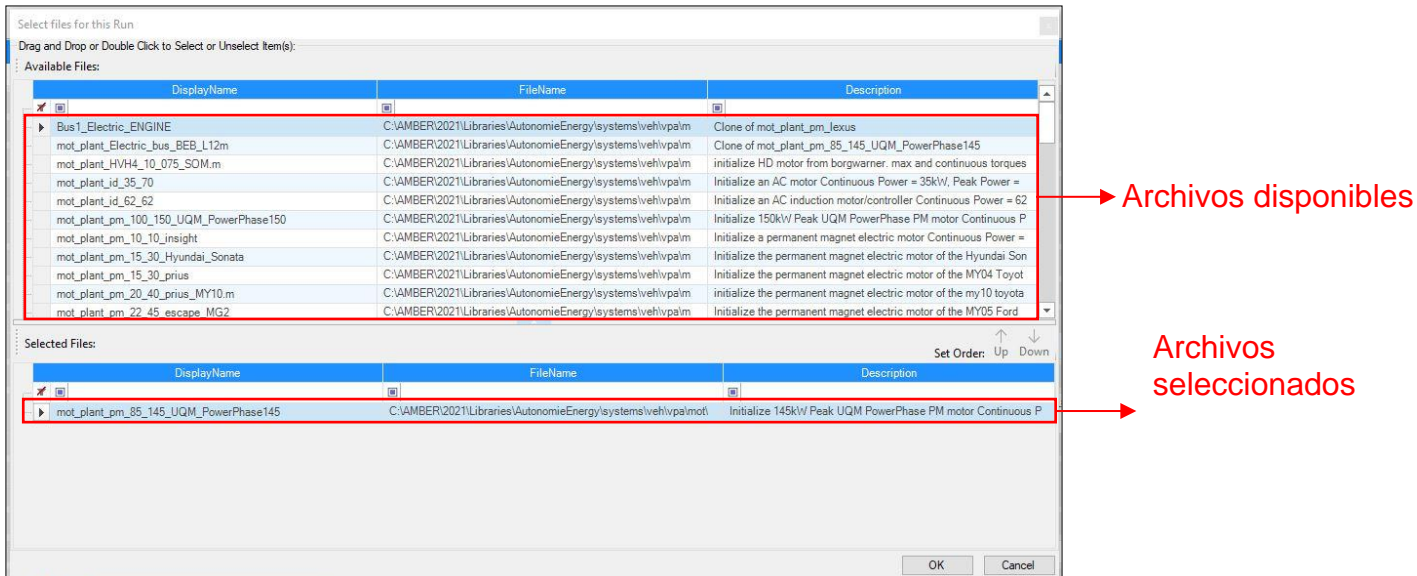 Select files for this Run
Drag and Drop or Double Click to Select or Unselect Item(s):
Available Files:
DisplayName FileName Description
Bus1_Electric_ENGINE C:\AMBER\2021\Libraries\AutonomieEnergy\systems\veh\vpa\m Clone of mot_plant_pm_lexus
mot_plant_Electric_bus_BEB_L12m C:\AMBER\2021\Libraries\AutonomieEnergy\systems\veh\vpa\m Clone of mot_plant_pm_85_145_UQM_PowerPhase145
mot_plant_HVH4_10_075_SOM.m C:\AMBER\2021\Libraries\AutonomieEnergy\systems\veh\vpa\m initialize HD motor from borgwarner. max and continuous torques
mot_plant_id_35_70 C:\AMBER\2021\Libraries\AutonomieEnergy\systems\veh\vpa\m Initialize an AC motor Continuous Power = 35kW, Peak Power =
mot_plant_id_62_62 C:\AMBER\2021\Libraries\AutonomieEnergy\systems\veh\vpa\m Initialize an AC induction motor/controller Continuous Power = 62
mot_plant_pm_100_150_UQM_PowerPhase150 C:\AMBER\2021\Libraries\AutonomieEnergy\systems\veh\vpa\m Initialize 150kW Peak UQM PowerPhase PM motor Continuous P
mot_plant_pm_10_10_insight C:\AMBER\2021\Libraries\AutonomieEnergy\systems\veh\vpa\m Initialize a permanent magnet electric motor Continuous Power =
mot_plant_pm_15_30_Hyundai_Sonata C:\AMBER\2021\Libraries\AutonomieEnergy\systems\veh\vpa\m Initialize the permanent magnet electric motor of the Hyundai Son
mot_plant_pm_15_30_prius C:\AMBER\2021\Libraries\AutonomieEnergy\systems\veh\vpa\m Initialize the permanent magnet electric motor of the MY04 Toyot
mot_plant_pm_20_40_prius_MY10.m C:\AMBER\2021\Libraries\AutonomieEnergy\systems\veh\vpa\m initialize the permanent magnet electric motor of the my10 toyota
mot_plant_pm_22_45_escape_MG2 C:\AMBER\2021\Libraries\AutonomieEnergy\systems\veh\vpa\m Initialize the permanent magnet electric motor of the MY05 Ford
Archivos disponibles
Selected Files:
Set Order: Up Down
DisplayName FileName Description
mot_plant_pm_85_145_UQM_PowerPhase145 C:\AMBER\2021\Libraries\AutonomieEnergy\systems\veh\vpa\mot\ Initialize 145kW Peak UQM PowerPhase PM motor Continuous P
Archivos
seleccionados
OK Cancel